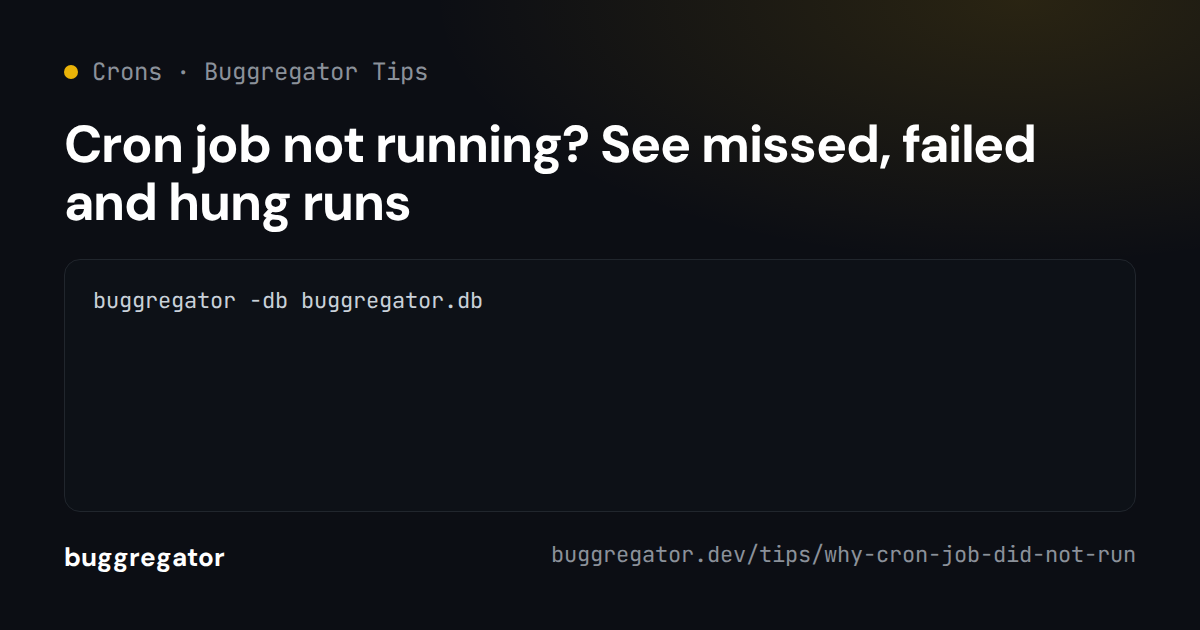 Crons · Buggregator Tips
Cron job not running? See missed, failed
and hung runs
buggregator -db buggregator.db
buggregator
buggregator.dev/tips/why-cron-job-did-not-run